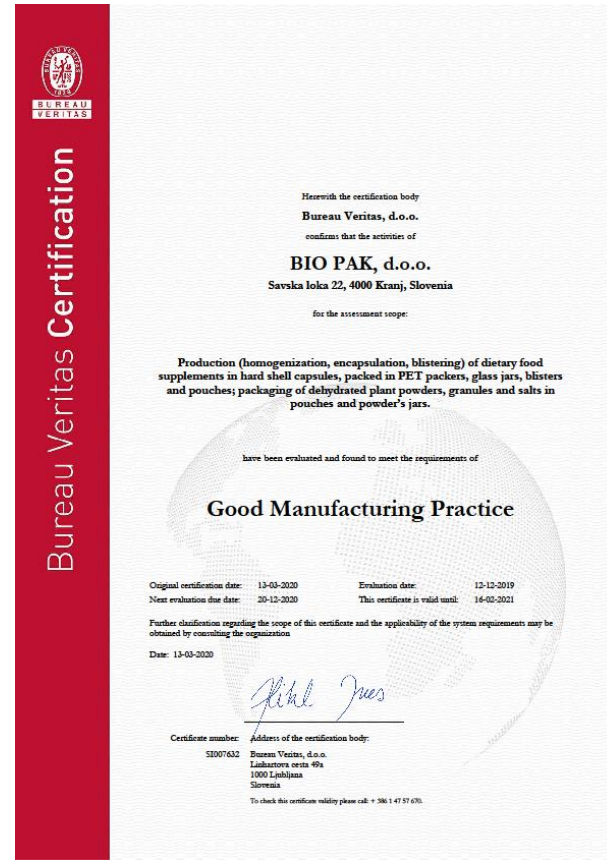 BUREAU
VERITAS
Bureau Veritas Certification
Herewith the certification body
Bureau Veritas, d.o.o.
confirms that the activities of
BIO PAK, d.o.o.
Savska loka 22, 4000 Kranj, Slovenia
for the assessment scope:
Production (homogenization, encapsulation, blistering) of dietary food
supplements in hard shell capsules, packed in PET packers, glass jars, blisters
and pouches; packaging of dehydrated plant powders, granules and salts in
pouches and powder's jars.
have been evaluated and found to meet the requirements of
Good Manufacturing Practice
Original certification date: 13-03-2020 Evaluation date: 12-12-2019
Next evaluation due date: 20-12-2020 This certificate is valid until: 16-02-2021
Further clarification regarding the scope of this certificate and the applicability of the system requirements may be
obtained by consulting the organization
Date: 13-03-2020
Certificate number: Address of the certification body:
SI007632 Bureau Veritas, d.o.o.
Linhartova cesta 49a
1000 Ljubljana
Slovenia
To check this certificate validity please call: + 386 1 47 57 670.